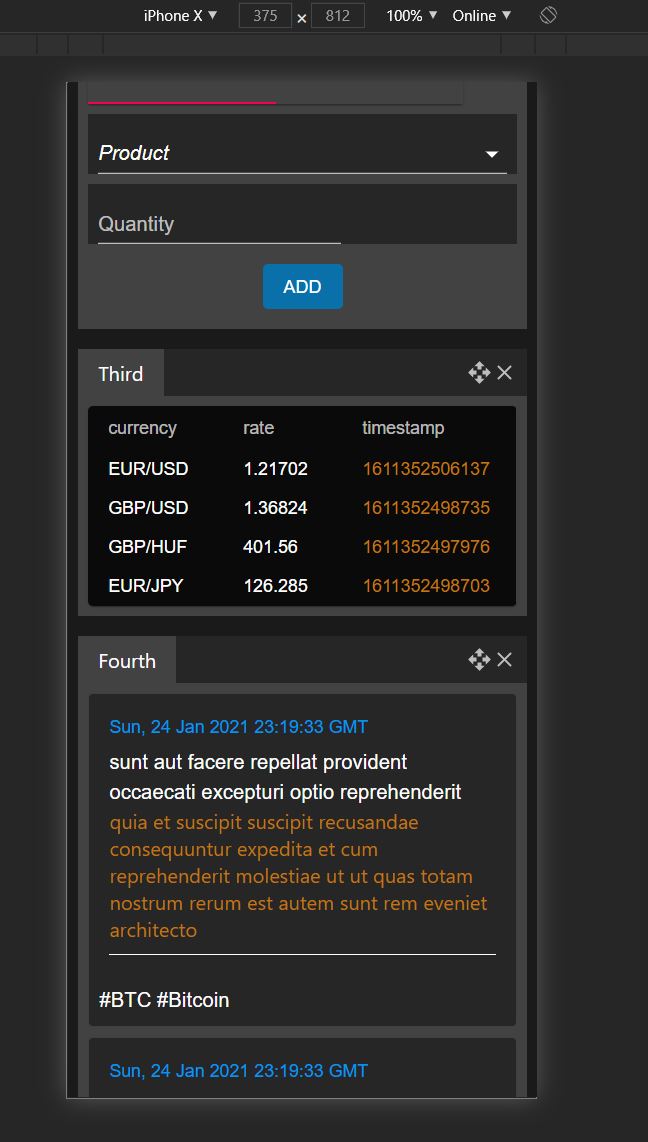 iPhone X ▼ 375 × 812 100% ▼ Online ▼
Product
Quantity
ADD
Third
currency rate timestamp
EUR/USD 1.21702 1611352506137
GBP/USD 1.36824 1611352498735
GBP/HUF 401.56 1611352497976
EUR/JPY 126.285 1611352498703
Fourth
Sun, 24 Jan 2021 23:19:33 GMT
sunt aut facere repellat provident
occaecati excepturi optio reprehenderit
quia et suscipit suscipit recusandae
consequuntur expedita et cum
reprehenderit molestiae ut ut quas totam
nostrum rerum est autem sunt rem eveniet
architecto
#BTC #Bitcoin
Sun, 24 Jan 2021 23:19:33 GMT